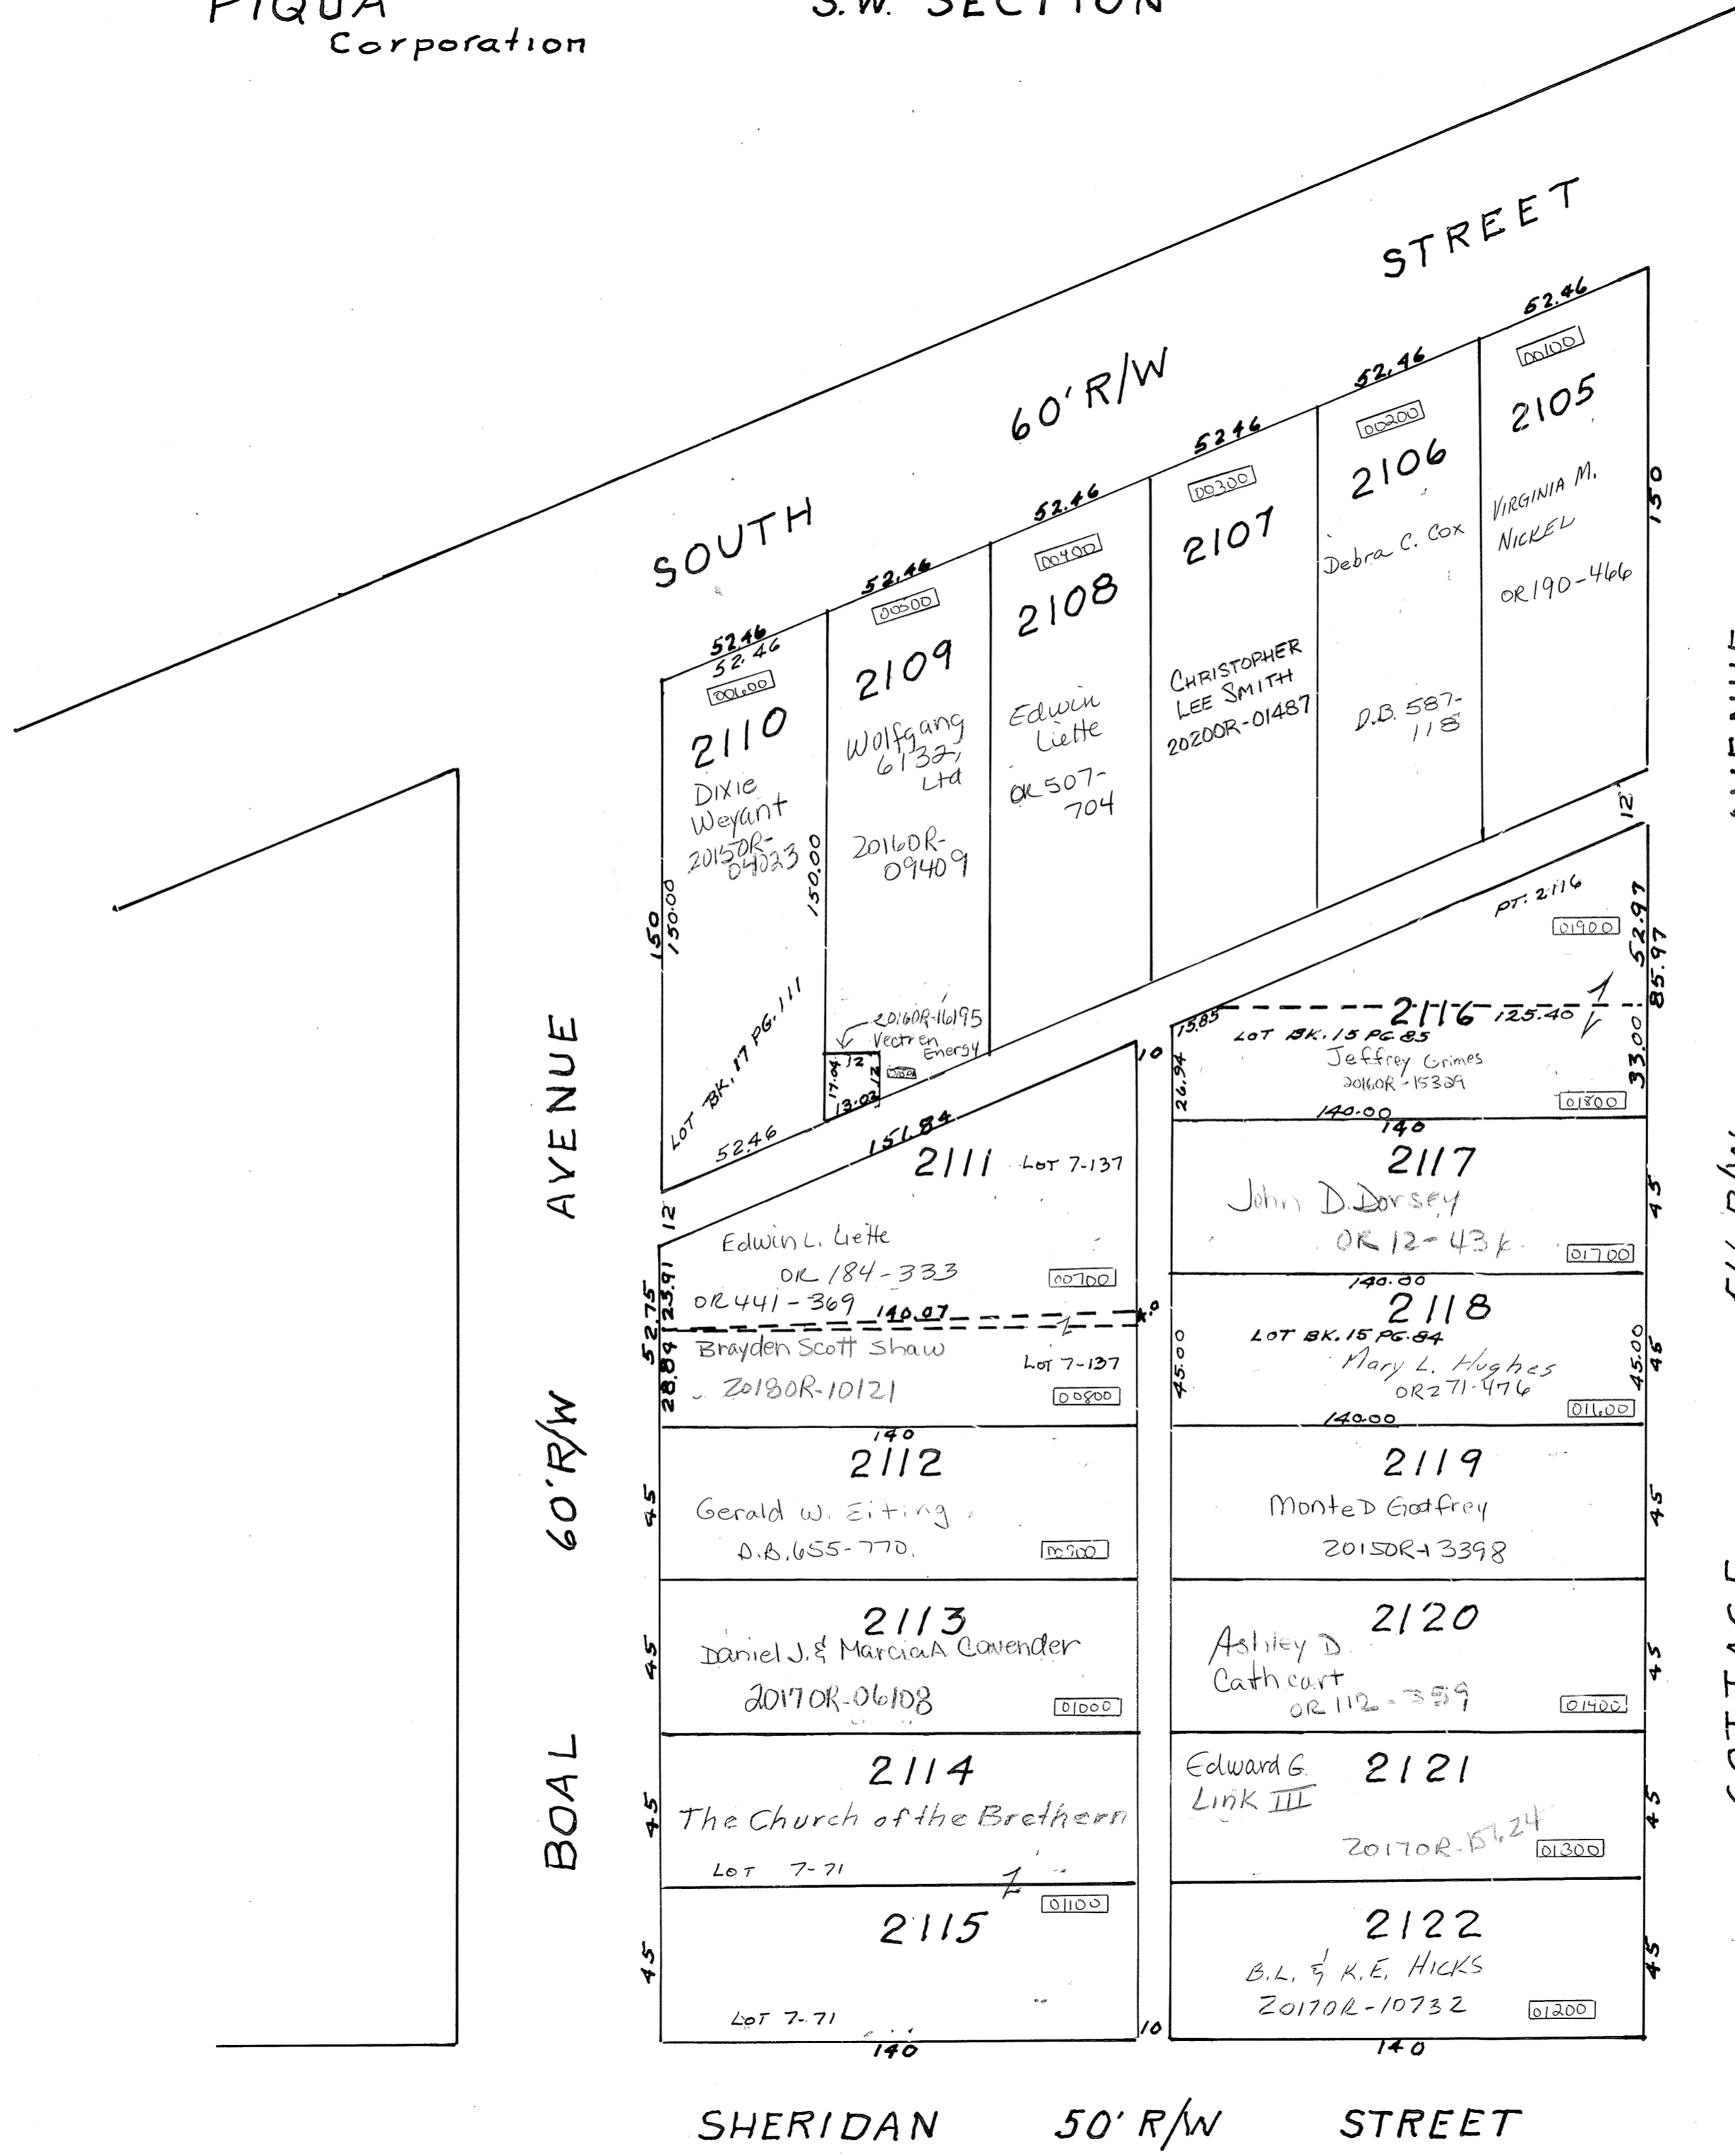 PIQUA
Corporation
S.W. SECTION
SOUTH 60' R/W STREET
52.46
00100
2105
VIRGINIA M.
NICKEL
OR 190-466
150
52.46
00200
2106
Debra C. Cox
D.B. 587-
118
5246
00300
2107
CHRISTOPHER
LEE SMITH
2020OR-01487
52.46
00400
2108
Edwin
Liette
OR 507-
704
52.46
00500
2109
Wolfgang
6132,
Ltd
2016OR-
09409
2016OR-16195
Vectren
Energy
12
12
17.04
13.02
52.46
52.46
00600
2110
Dixie
Weyant
2015OR-
04023
150
150.00
150.00
LOT BK. 17 PG. 111
52.46
12
12
151.84
2111 LOT 7-137
Edwin L. Liette
OR 184-333
00700
OR 441-369
140.07
52.75
23.91
28.84
Brayden Scott Shaw
LOT 7-137
2018OR-10121
00800
140
2112
Gerald W. Eiting
D.B. 655-770.
00900
45
2113
Daniel J. & Marcia A Cavender
2017OR-06108
01000
45
2114
The Church of the Brethern
LOT 7-71
45
01100
2115
LOT 7-71
45
140
10
10
PT. 2116
01900
52.97
85.97
15.85
2116 125.40
LOT BK. 15 PG. 85
Jeffrey Grimes
2016OR-15329
26.94
33.00
01800
140.00
140
2117
John D. Dorsey
01700
45
140.00
2118
LOT BK. 15 PG. 84
Mary L. Hughes
OR 271-476
45.00
45.00
45
01600
140.00
2119
Monte D Godfrey
2015OR-13398
45
2120
Ashley D
Cathcart
OR 112-359
01400
45
2121
Edward G.
Link III
01300
45
2122
B.L. & K.E. HICKS
2017OR-10732
01200
45
140
BOAL 60' R/W AVENUE
SHERIDAN 50' R/W STREET